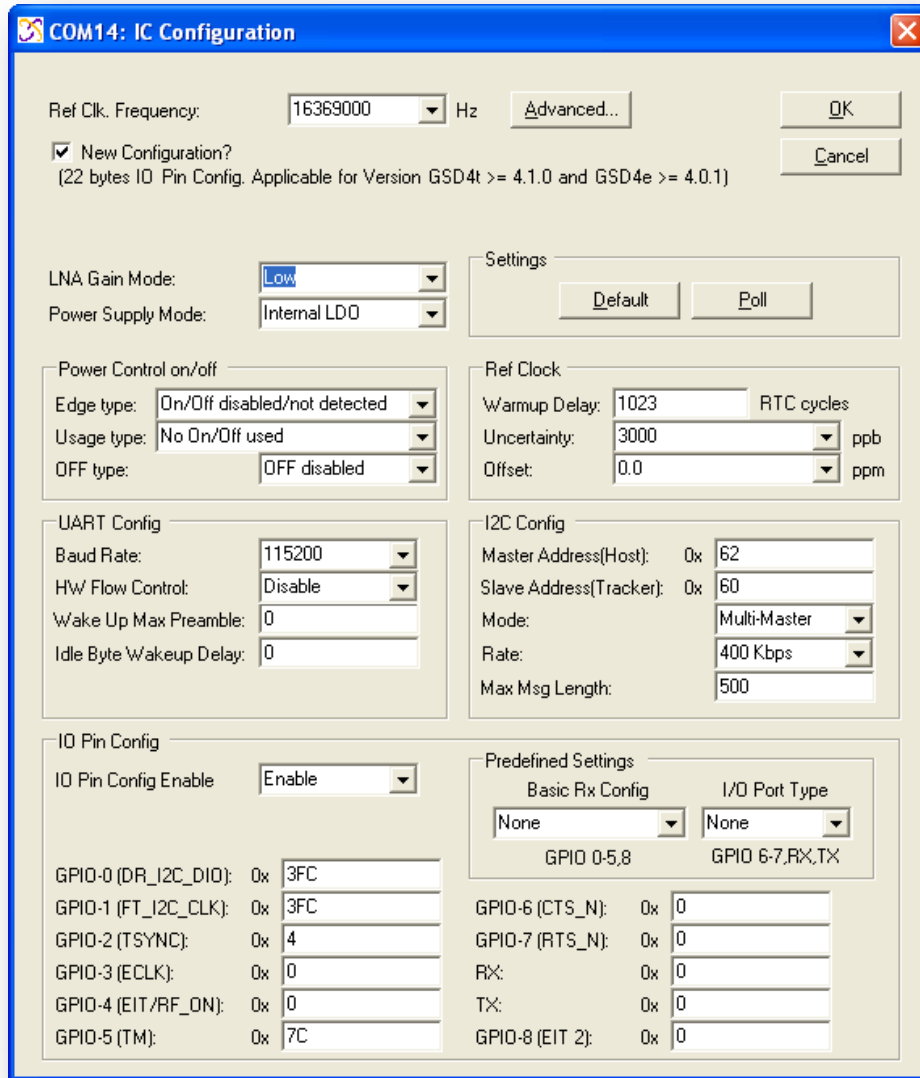 COM14: IC Configuration
Ref Clk. Frequency: 16369000 Hz Advanced... OK
New Configuration? Cancel
(22 bytes IO Pin Config. Applicable for Version GSD4t >= 4.1.0 and GSD4e >= 4.0.1)
LNA Gain Mode: Low
Power Supply Mode: Internal LDO
Settings
Default Poll
Power Control on/off
Edge type: On/Off disabled/not detected
Usage type: No On/Off used
OFF type: OFF disabled
Ref Clock
Warmup Delay: 1023 RTC cycles
Uncertainty: 3000 ppb
Offset: 0.0 ppm
UART Config
Baud Rate: 115200
HW Flow Control: Disable
Wake Up Max Preamble: 0
Idle Byte Wakeup Delay: 0
I2C Config
Master Address(Host): 0x 62
Slave Address(Tracker): 0x 60
Mode: Multi-Master
Rate: 400 Kbps
Max Msg Length: 500
IO Pin Config
IO Pin Config Enable Enable
Predefined Settings
Basic Rx Config I/O Port Type
None None
GPIO 0-5,8 GPIO 6-7,RX,TX
GPIO-0 (DR_I2C_DIO): 0x 3FC
GPIO-1 (FT_I2C_CLK): 0x 3FC
GPIO-2 (TSYNC): 0x 4
GPIO-3 (ECLK): 0x 0
GPIO-4 (EIT/RF_ON): 0x 0
GPIO-5 (TM): 0x 7C
GPIO-6 (CTS_N): 0x 0
GPIO-7 (RTS_N): 0x 0
RX: 0x 0
TX: 0x 0
GPIO-8 (EIT 2): 0x 0